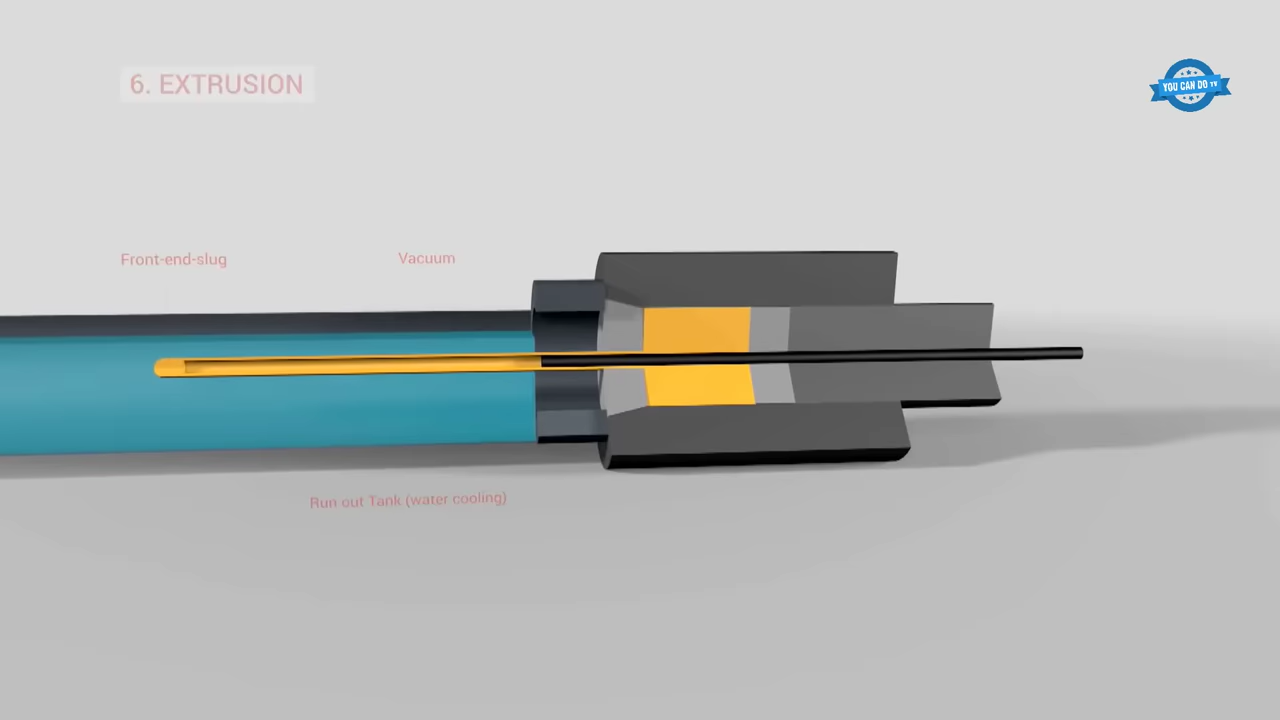 6. EXTRUSION
YOU CAN DO TV
Front-end-slug
Vacuum
Run out Tank (water cooling)